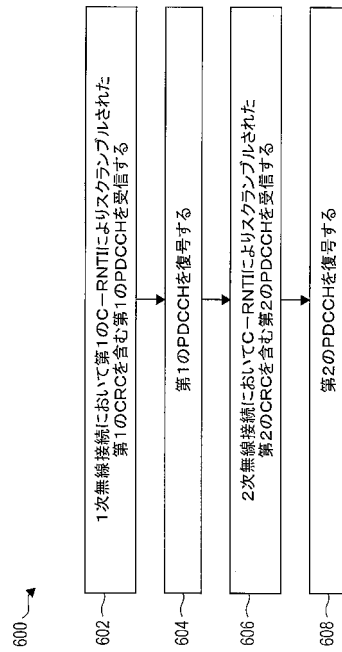 600
602
1次無線接続において第1のC-RNTIによりスクランブルされた
第1のCRCを含む第1のPDCCHを受信する
604
第1のPDCCHを復号する
606
2次無線接続においてC-RNTIによりスクランブルされた
第2のCRCを含む第2のPDCCHを受信する
608
第2のPDCCHを復号する